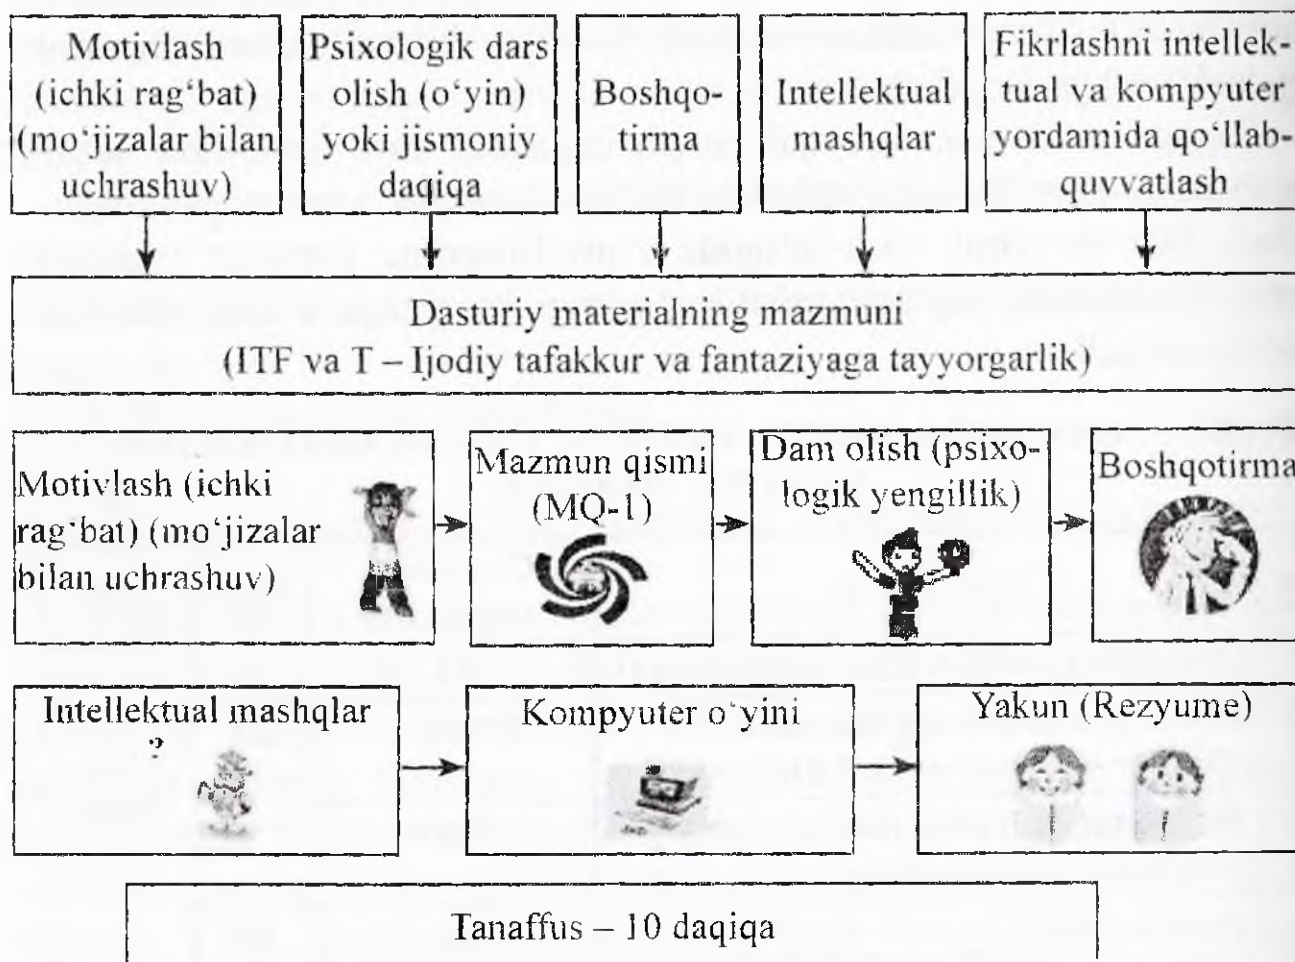 Motivlash
(ichki rag‘bat)
(mo‘jizalar bilan
uchrashuv)
Psixologik dars
olish (o‘yin)
yoki jismoniy
daqiqa
Boshqo-
tirma
Intellektual
mashqlar
Fikrlashni intellek-
tual va kompyuter
yordamida qo‘llab-
quvvatlash
Dasturiy materialning mazmuni
(ITF va T – Ijodiy tafakkur va fantaziyaga tayyorgarlik)
Motivlash (ichki
rag‘bat) (mo‘jizalar
bilan uchrashuv)
Mazmun qismi
(MQ-1)
Dam olish (psixo-
logik yengillik)
Boshqotirma
Intellektual mashqlar
?
Kompyuter o‘yini
Yakun (Rezyume)
Tanaffus – 10 daqiqa